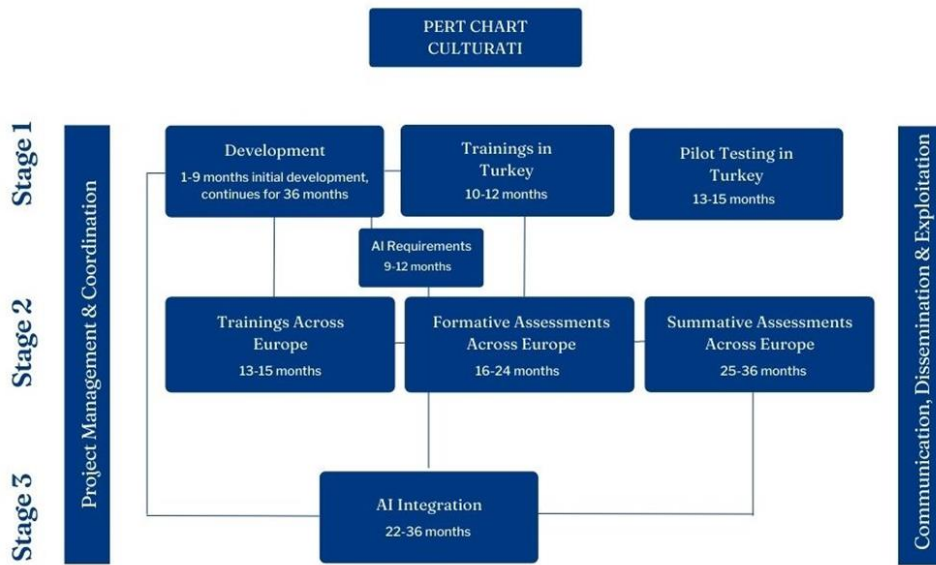 PERT CHART
CULTURATI
Stage 1
Project Management & Coordination
Development
1-9 months initial development,
continues for 36 months
Trainings in
Turkey
10-12 months
Pilot Testing in
Turkey
13-15 months
Communication, Dissemination & Exploitation
AI Requirements
9-12 months
Stage 2
Trainings Across
Europe
13-15 months
Formative Assessments
Across Europe
16-24 months
Summative Assessments
Across Europe
25-36 months
Stage 3
AI Integration
22-36 months